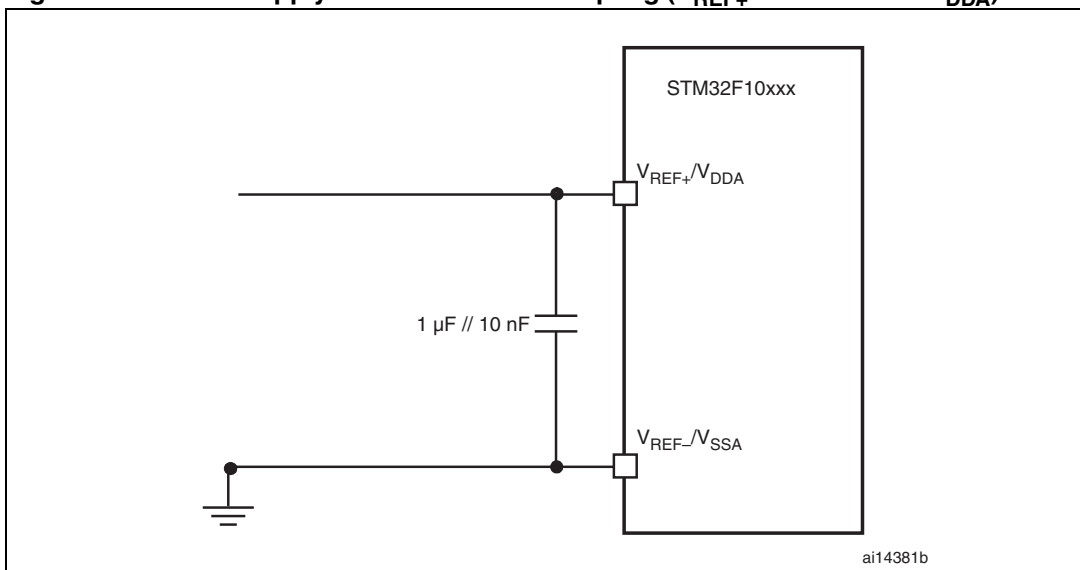 STM32F10xxx
VREF+/VDDA
1 µF // 10 nF
VREF–/VSSA
ai14381b